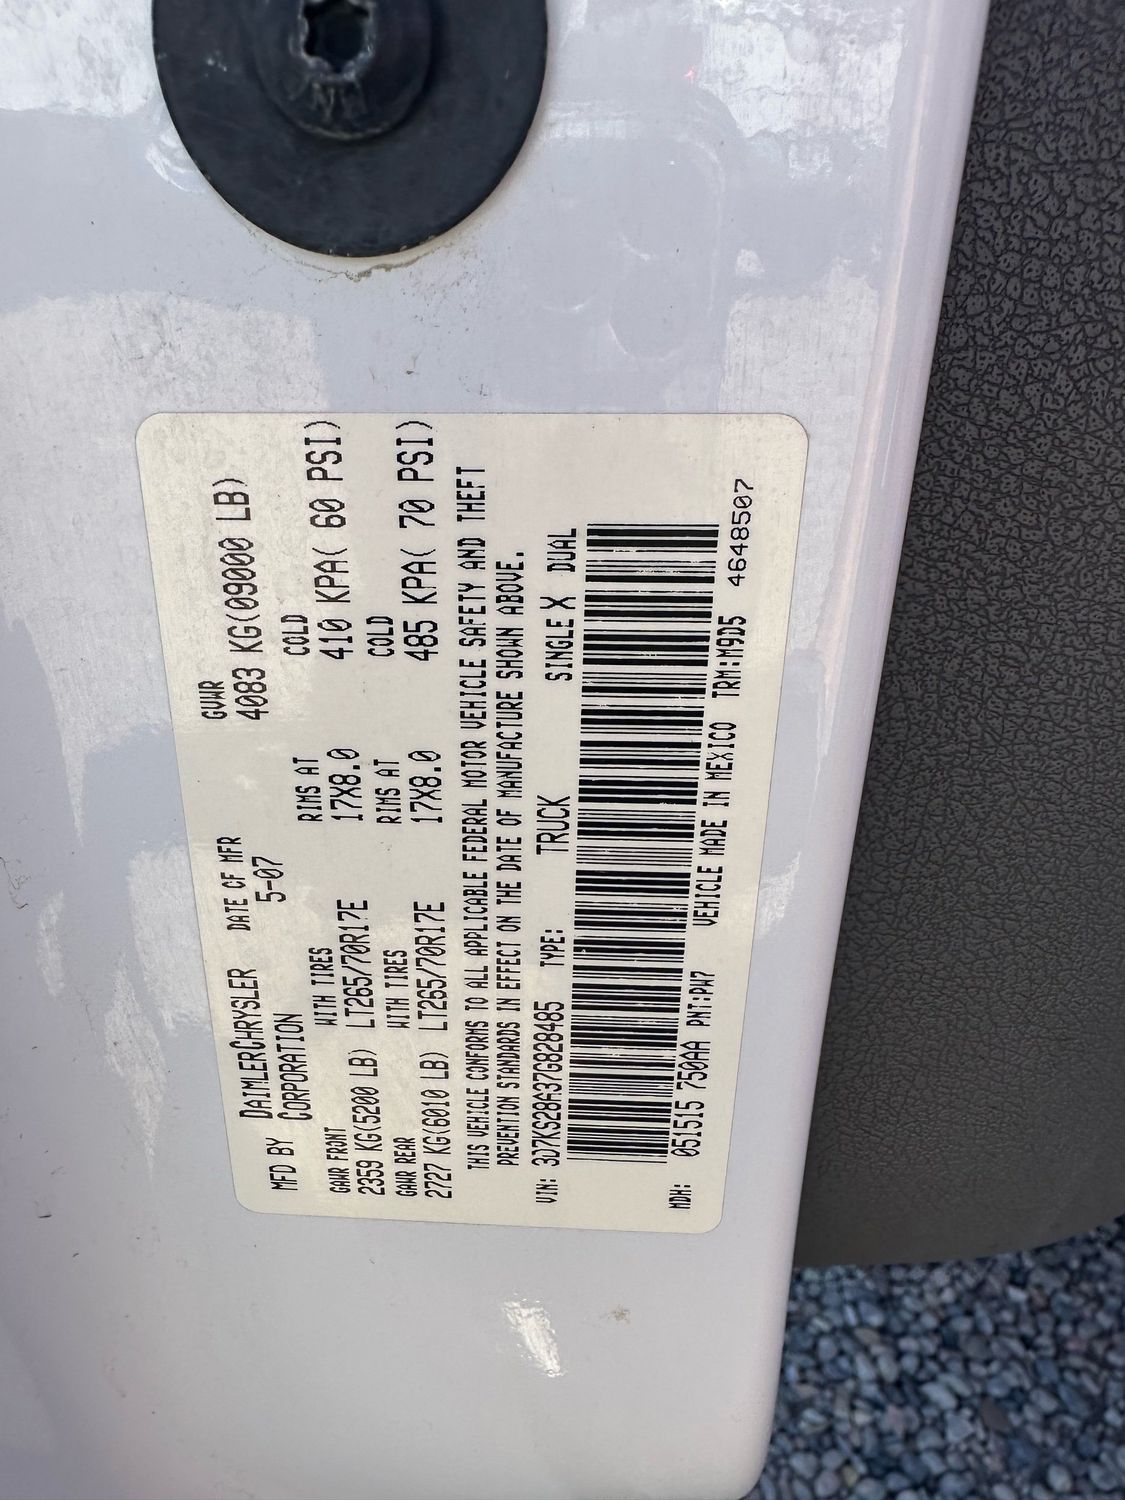 MFD BY DAIMLERCHRYSLER CORPORATION DATE OF MFR 5-07 GVWR 4083 KG(09000 LB)
GAWR FRONT WITH TIRES RIMS AT COLD
2359 KG(5200 LB) LT265/70R17E 17X8.0 410 KPA( 60 PSI)
GAWR REAR WITH TIRES RIMS AT COLD
2727 KG(6010 LB) LT265/70R17E 17X8.0 485 KPA( 70 PSI)
THIS VEHICLE CONFORMS TO ALL APPLICABLE FEDERAL MOTOR VEHICLE SAFETY AND THEFT
PREVENTION STANDARDS IN EFFECT ON THE DATE OF MANUFACTURE SHOWN ABOVE.
VIN: 3D7KS28A37G828485 TYPE: TRUCK SINGLE X DUAL
MDH: 051515 750AA PNT:PW7 VEHICLE MADE IN MEXICO TRM:M9D5 4648507